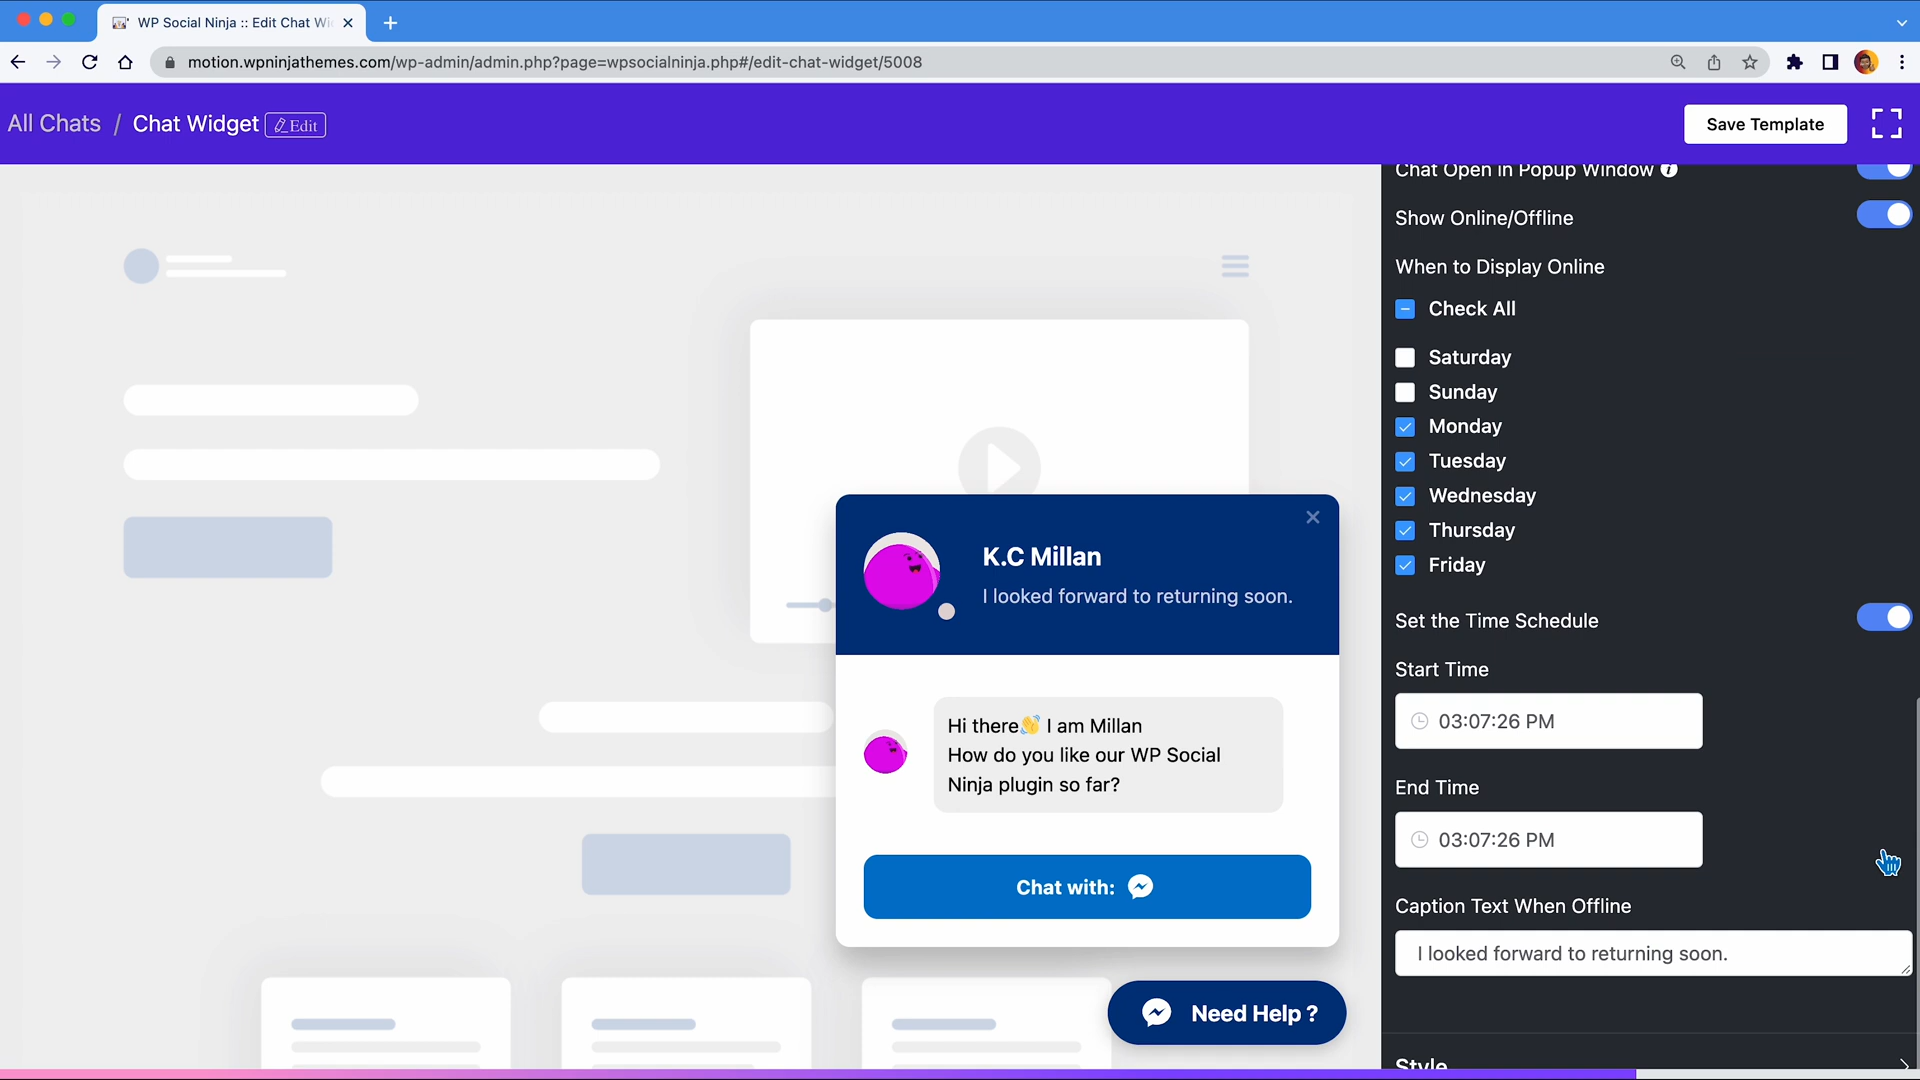 WP Social Ninja :: Edit Chat Wi
motion.wpninjathemes.com/wp-admin/admin.php?page=wpsocialninja.php#/edit-chat-widget/5008
All Chats / Chat Widget Edit
Save Template
Chat Open in Popup Window
Show Online/Offline
When to Display Online
Check All
Saturday
Sunday
Monday
Tuesday
Wednesday
Thursday
Friday
Set the Time Schedule
Start Time
03:07:26 PM
End Time
03:07:26 PM
Caption Text When Offline
I looked forward to returning soon.
Style
K.C Millan
I looked forward to returning soon.
Hi there👋 I am Millan
How do you like our WP Social
Ninja plugin so far?
Chat with:
Need Help ?